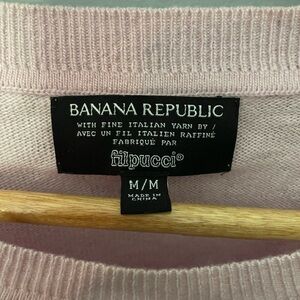 BANANA REPUBLIC
WITH FINE ITALIAN YARN BY /
AVEC UN FIL ITALIEN RAFFINÉ
FABRIQUÉ PAR
filpucci®
M/M
MADE IN
CHINA